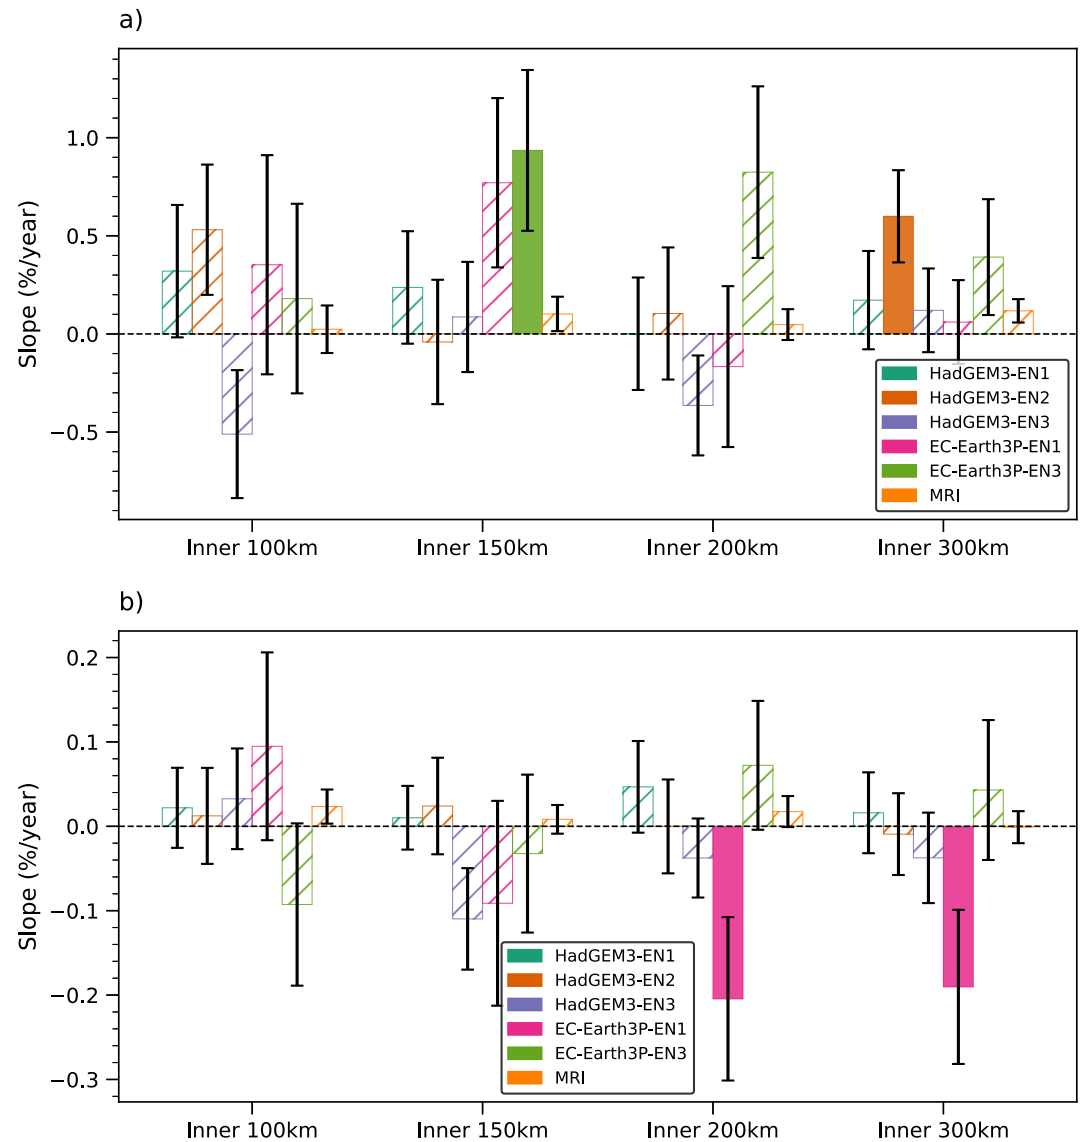 a)
Slope (%/year)
1.0
0.5
0.0
−0.5
HadGEM3-EN1
HadGEM3-EN2
HadGEM3-EN3
EC-Earth3P-EN1
EC-Earth3P-EN3
MRI
Inner 100km Inner 150km Inner 200km Inner 300km
b)
Slope (%/year)
0.2
0.1
0.0
−0.1
−0.2
−0.3
HadGEM3-EN1
HadGEM3-EN2
HadGEM3-EN3
EC-Earth3P-EN1
EC-Earth3P-EN3
MRI
Inner 100km Inner 150km Inner 200km Inner 300km